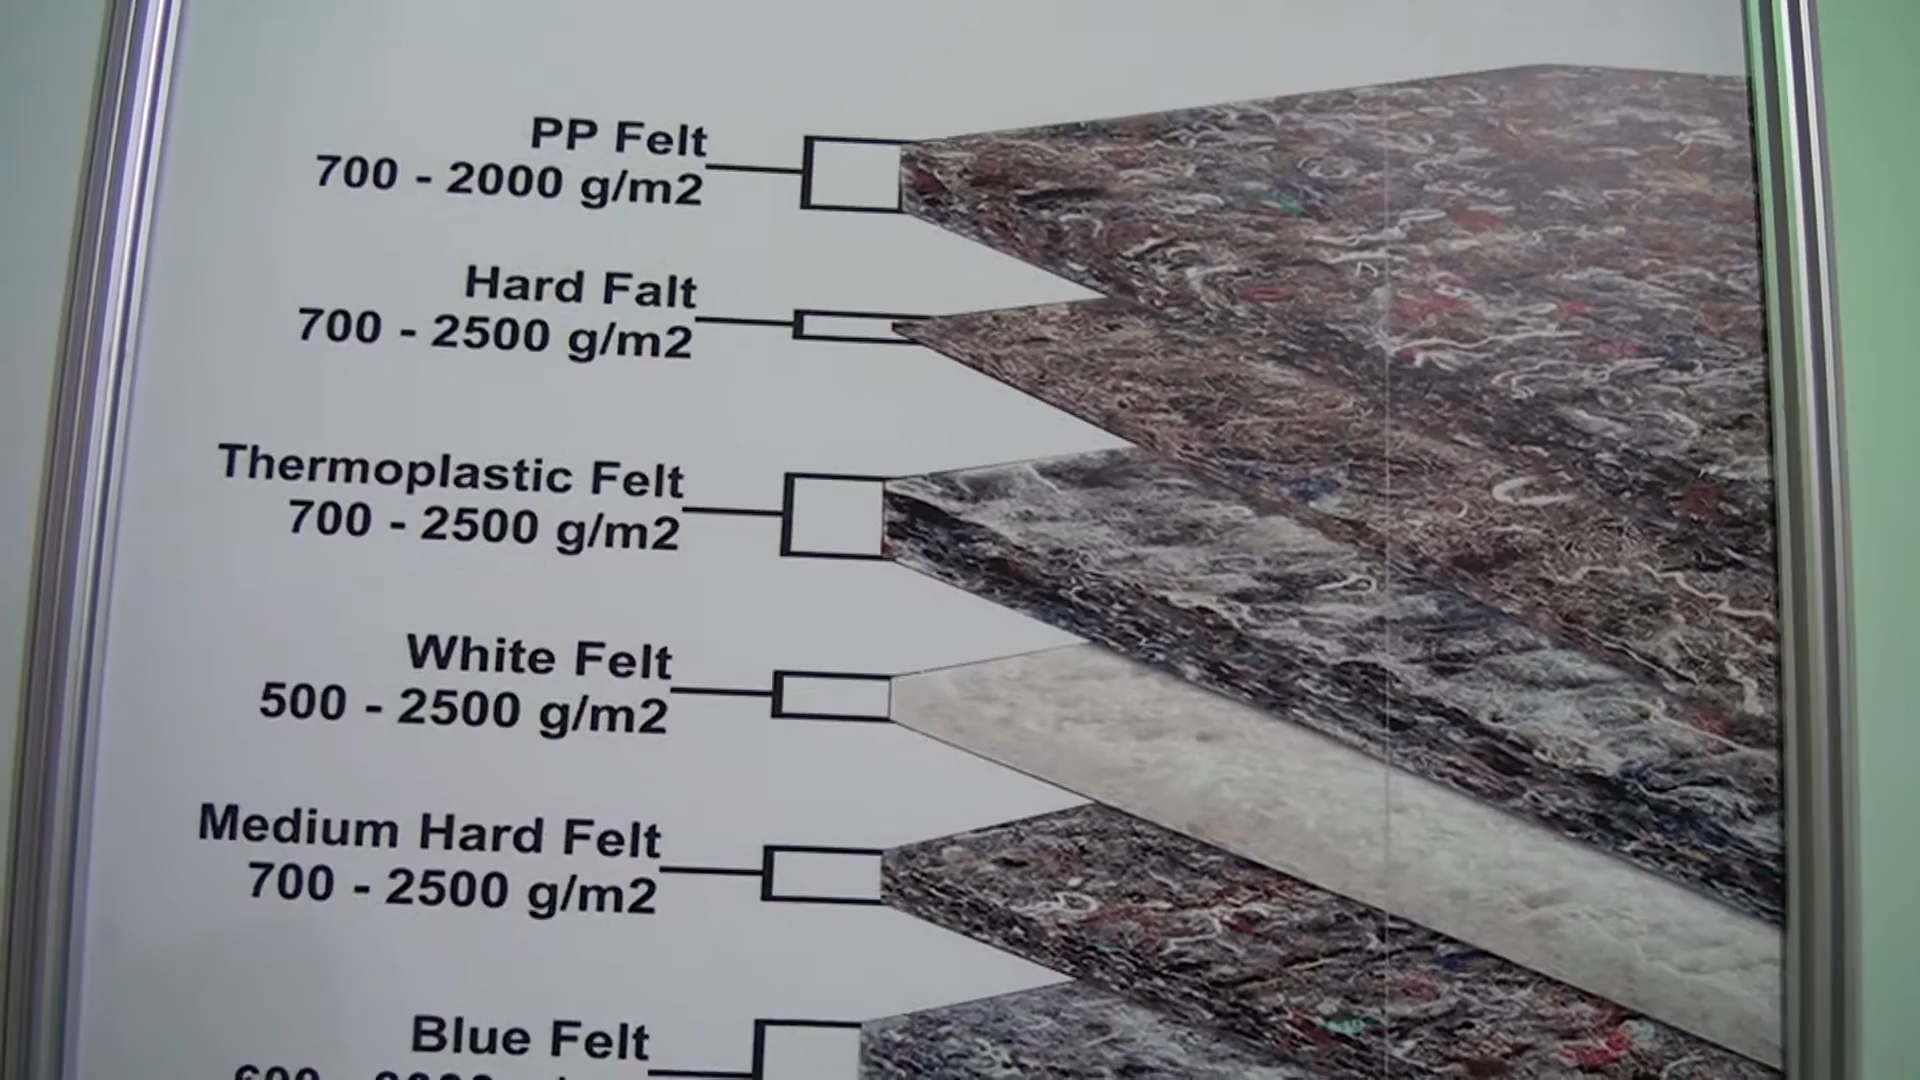 PP Felt
700 - 2000 g/m2
Hard Falt
700 - 2500 g/m2
Thermoplastic Felt
700 - 2500 g/m2
White Felt
500 - 2500 g/m2
Medium Hard Felt
700 - 2500 g/m2
Blue Felt